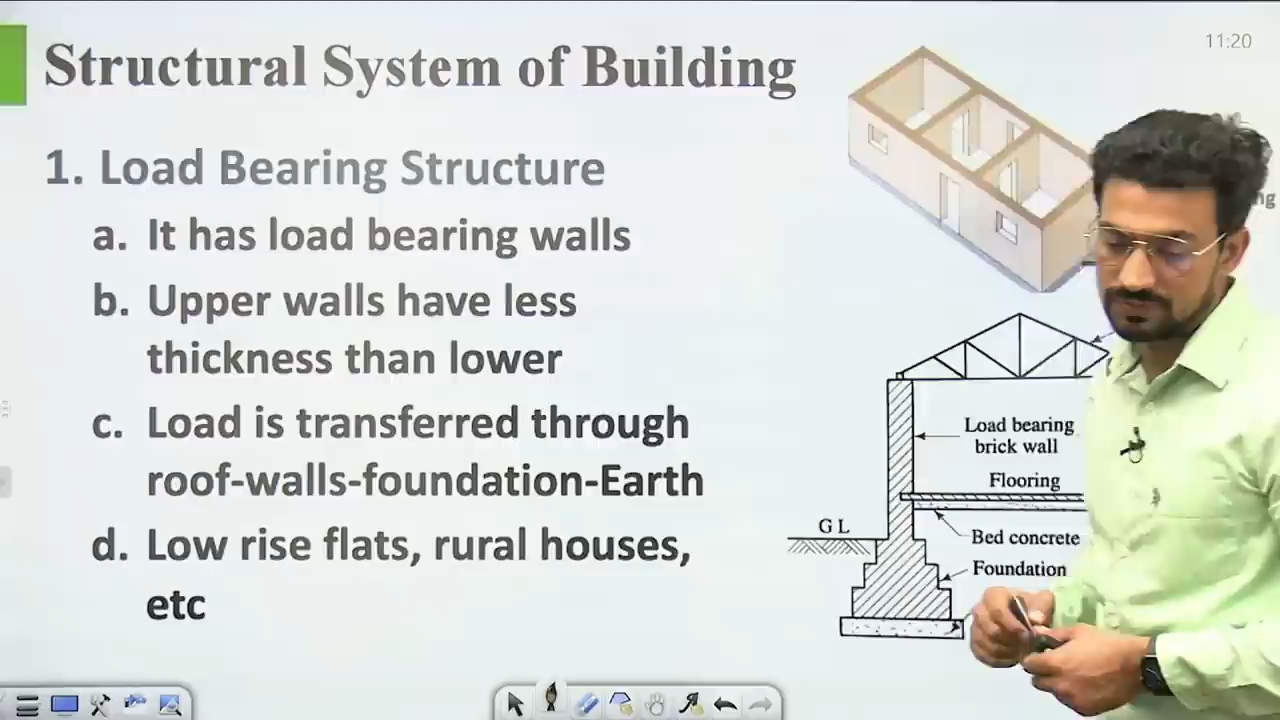 Structural System of Building
11:20
1. Load Bearing Structure
a. It has load bearing walls
b. Upper walls have less
thickness than lower
c. Load is transferred through
roof-walls-foundation-Earth
d. Low rise flats, rural houses,
etc
Load bearing
brick wall
Flooring
G L
Bed concrete
Foundation